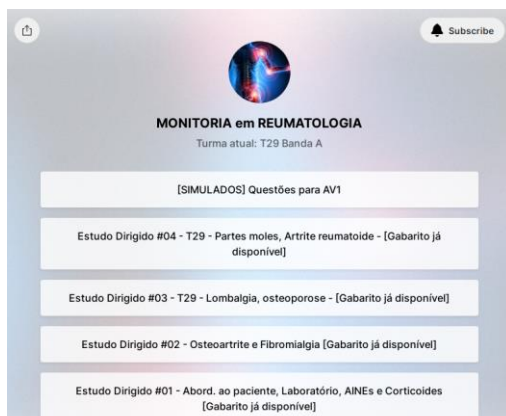 Subscribe
MONITORIA em REUMATOLOGIA
Turma atual: T29 Banda A
[SIMULADOS] Questões para AV1
Estudo Dirigido #04 - T29 - Partes moles, Artrite reumatoide - [Gabarito já
disponível]
Estudo Dirigido #03 - T29 - Lombalgia, osteoporose - [Gabarito já disponível]
Estudo Dirigido #02 - Osteoartrite e Fibromialgia [Gabarito já disponível]
Estudo Dirigido #01 - Abord. ao paciente, Laboratório, AINEs e Corticoides
[Gabarito já disponível]